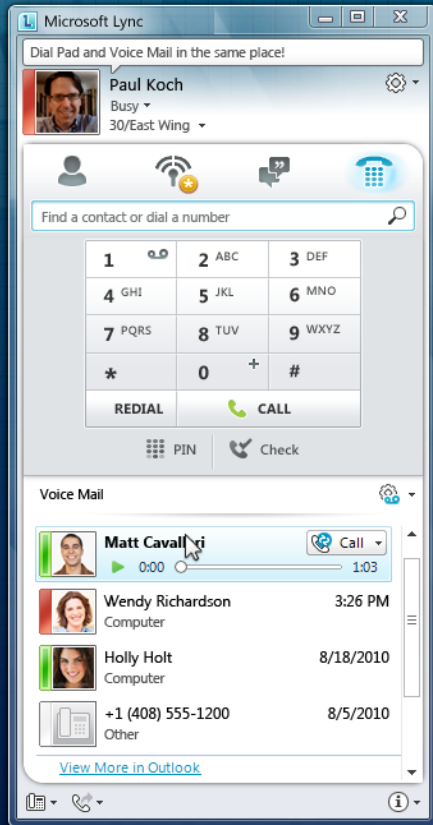 Microsoft Lync
Dial Pad and Voice Mail in the same place!
Paul Koch
Busy
30/East Wing
Find a contact or dial a number
1 2 ABC 3 DEF
4 GHI 5 JKL 6 MNO
7 PQRS 8 TUV 9 WXYZ
* 0 + #
REDIAL CALL
PIN Check
Voice Mail
Matt Call
0:00 1:03
Wendy Richardson 3:26 PM
Computer
Holly Holt 8/18/2010
Computer
+1 (408) 555-1200 8/5/2010
Other
View More in Outlook